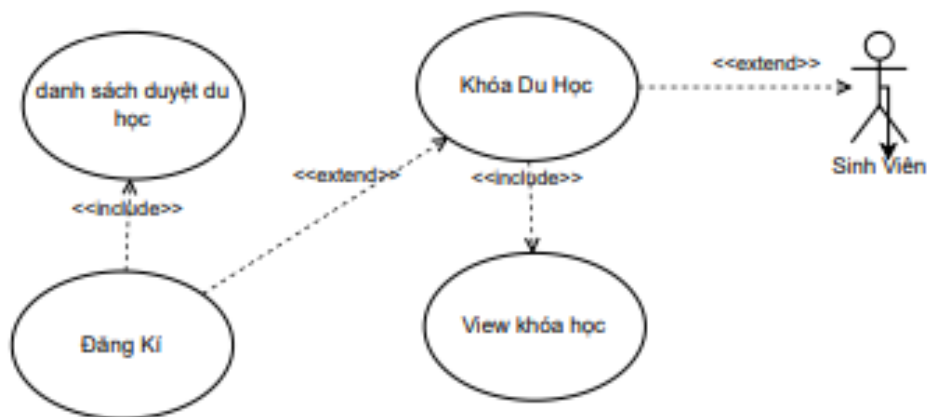 danh sách duyệt du
học
Khóa Du Học
<<extend>>
Sinh Viên
<<extend>>
<<include>>
<<include>>
Đăng Kí
View khóa học